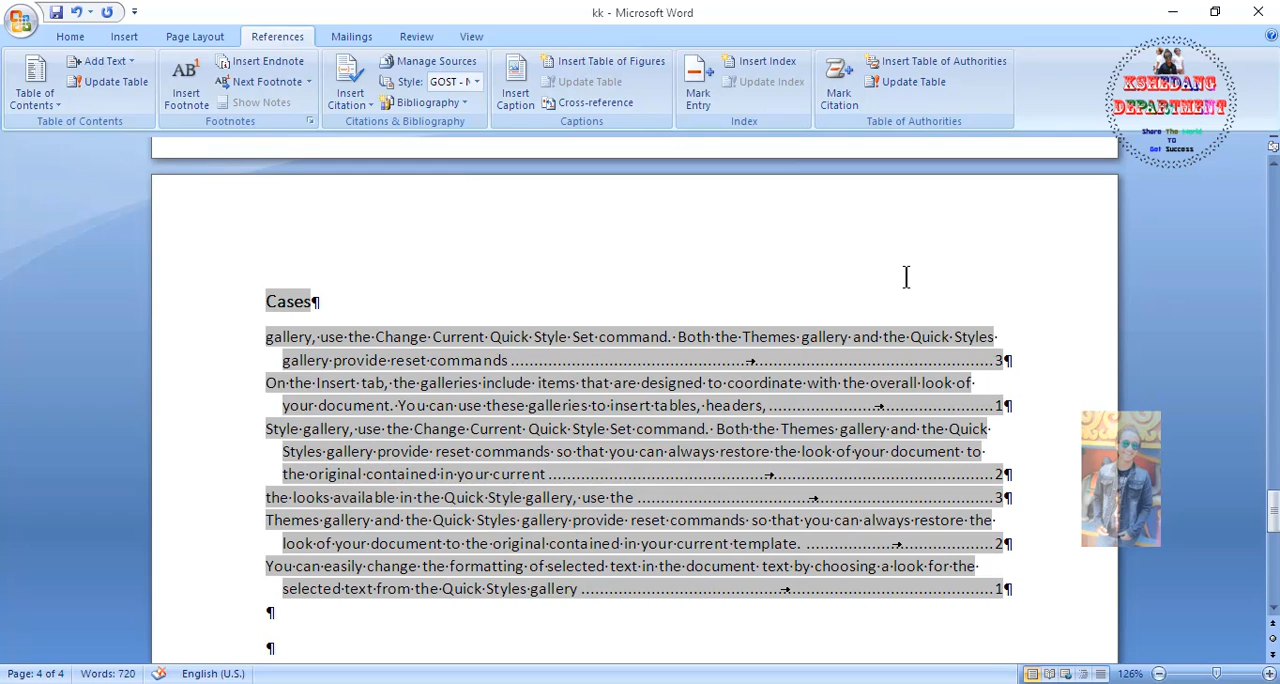 kk - Microsoft Word
Home Insert Page Layout References Mailings Review View
Table of Contents
Add Text
Update Table
Table of Contents
AB¹
Insert Footnote
Insert Endnote
Next Footnote
Show Notes
Footnotes
Insert Citation
Manage Sources
Style: GOST - N
Bibliography
Citations & Bibliography
Insert Caption
Insert Table of Figures
Update Table
Cross-reference
Captions
Mark Entry
Insert Index
Update Index
Index
Mark Citation
Insert Table of Authorities
Update Table
Table of Authorities
KSHEDANG
DEPARTMENT
Share The World
TO
Get Success
Cases¶
gallery, use the Change Current Quick Style Set command. Both the Themes gallery and the Quick Styles
gallery provide reset commands ..... → ..... 3¶
On the Insert tab, the galleries include items that are designed to coordinate with the overall look of
your document. You can use these galleries to insert tables, headers, ..... → ..... 1¶
Style gallery, use the Change Current Quick Style Set command. Both the Themes gallery and the Quick
Styles gallery provide reset commands so that you can always restore the look of your document to
the original contained in your current ..... → ..... 2¶
the looks available in the Quick Style gallery, use the ..... → ..... 3¶
Themes gallery and the Quick Styles gallery provide reset commands so that you can always restore the
look of your document to the original contained in your current template. ..... → ..... 2¶
You can easily change the formatting of selected text in the document text by choosing a look for the
selected text from the Quick Styles gallery ..... → ..... 1¶
¶
¶
Page: 4 of 4 Words: 720 English (U.S.) 126%